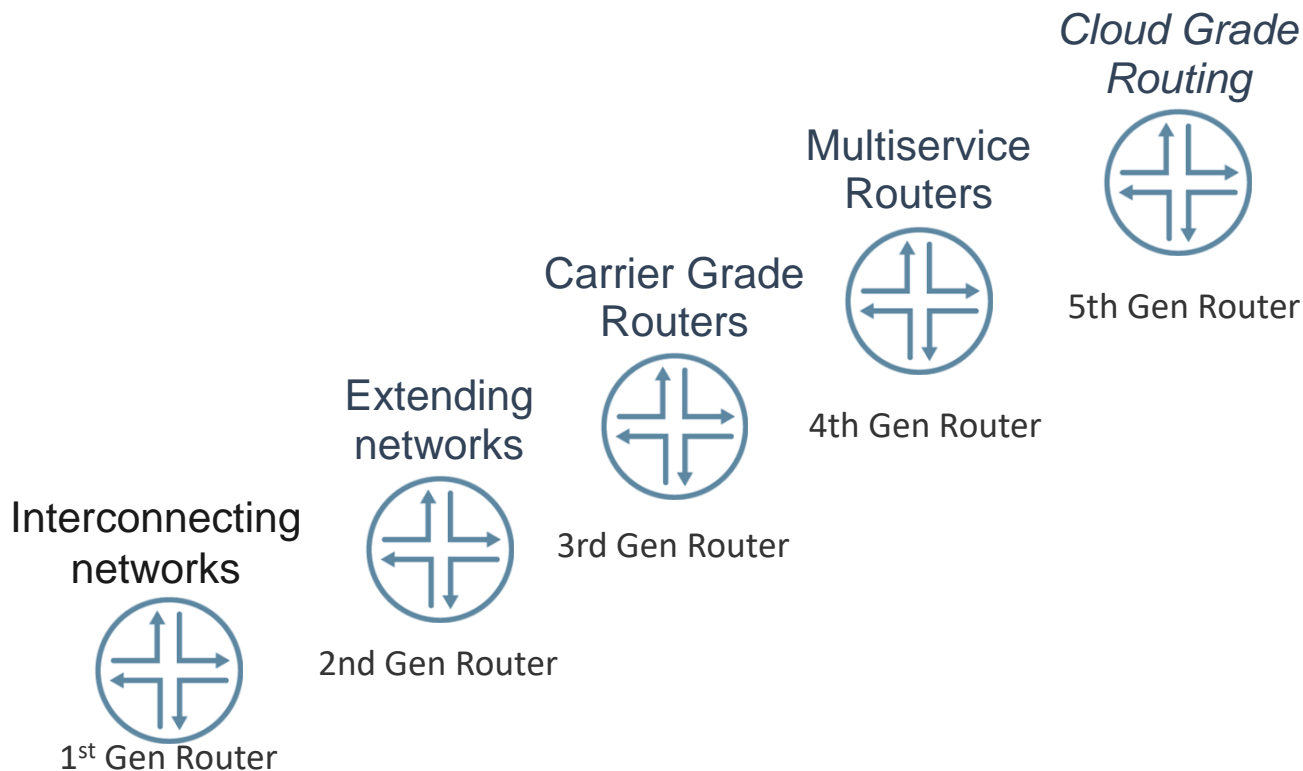 Cloud Grade
Routing
5th Gen Router
Multiservice
Routers
4th Gen Router
Carrier Grade
Routers
3rd Gen Router
Extending
networks
2nd Gen Router
Interconnecting
networks
1st Gen Router